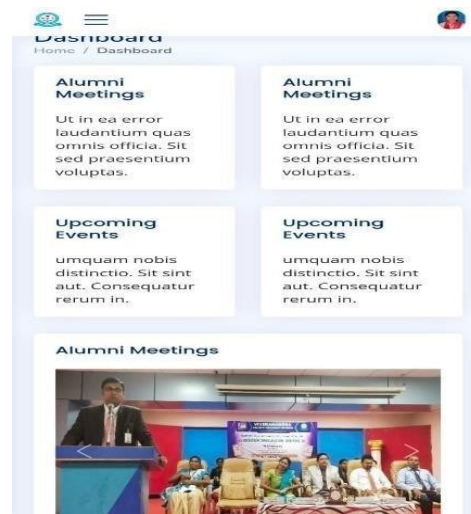 Dashboard
Home / Dashboard
Alumni
Meetings
Ut in ea error
laudantium quas
omnis officia. Sit
sed praesentium
voluptas.
Alumni
Meetings
Ut in ea error
laudantium quas
omnis officia. Sit
sed praesentium
voluptas.
Upcoming
Events
umquam nobis
distinctio. Sit sint
aut. Consequatur
rerum in.
Upcoming
Events
umquam nobis
distinctio. Sit sint
aut. Consequatur
rerum in.
Alumni Meetings